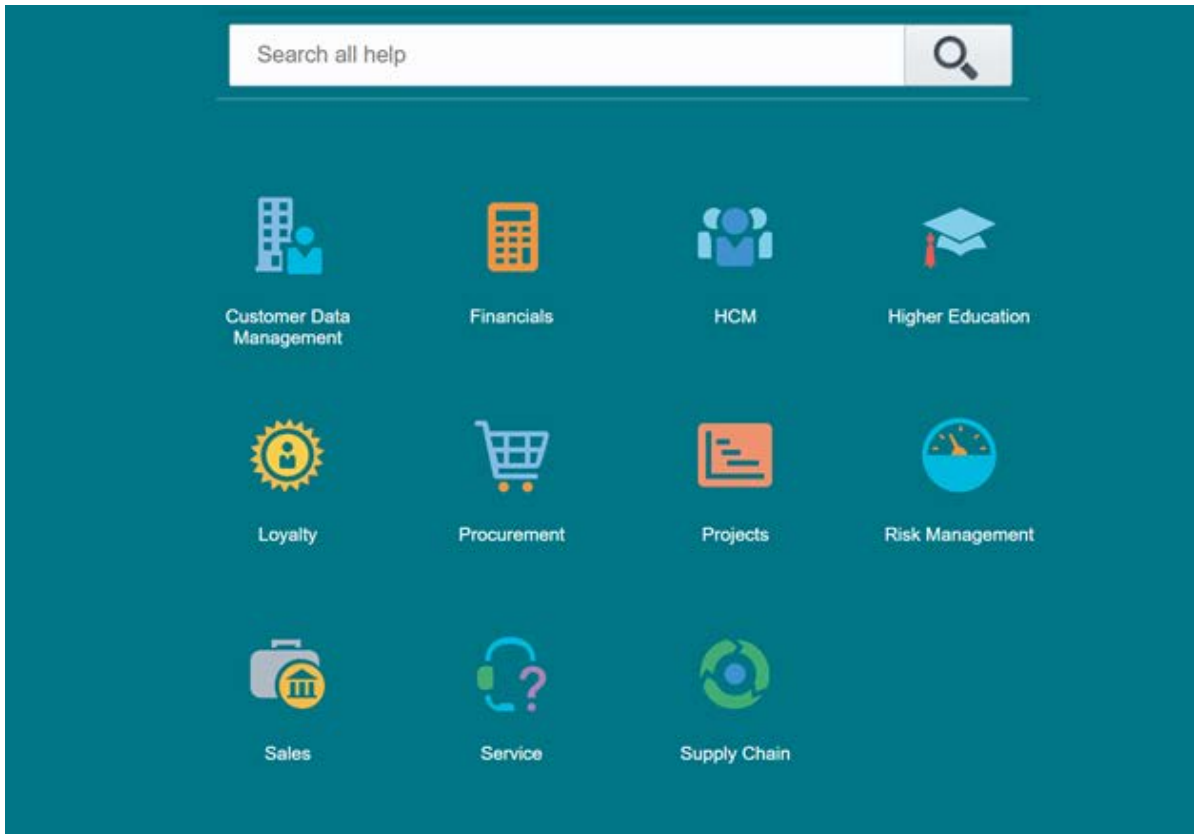 Search all help
Customer Data
Management
Financials
HCM
Higher Education
Loyalty
Procurement
Projects
Risk Management
Sales
Service
Supply Chain